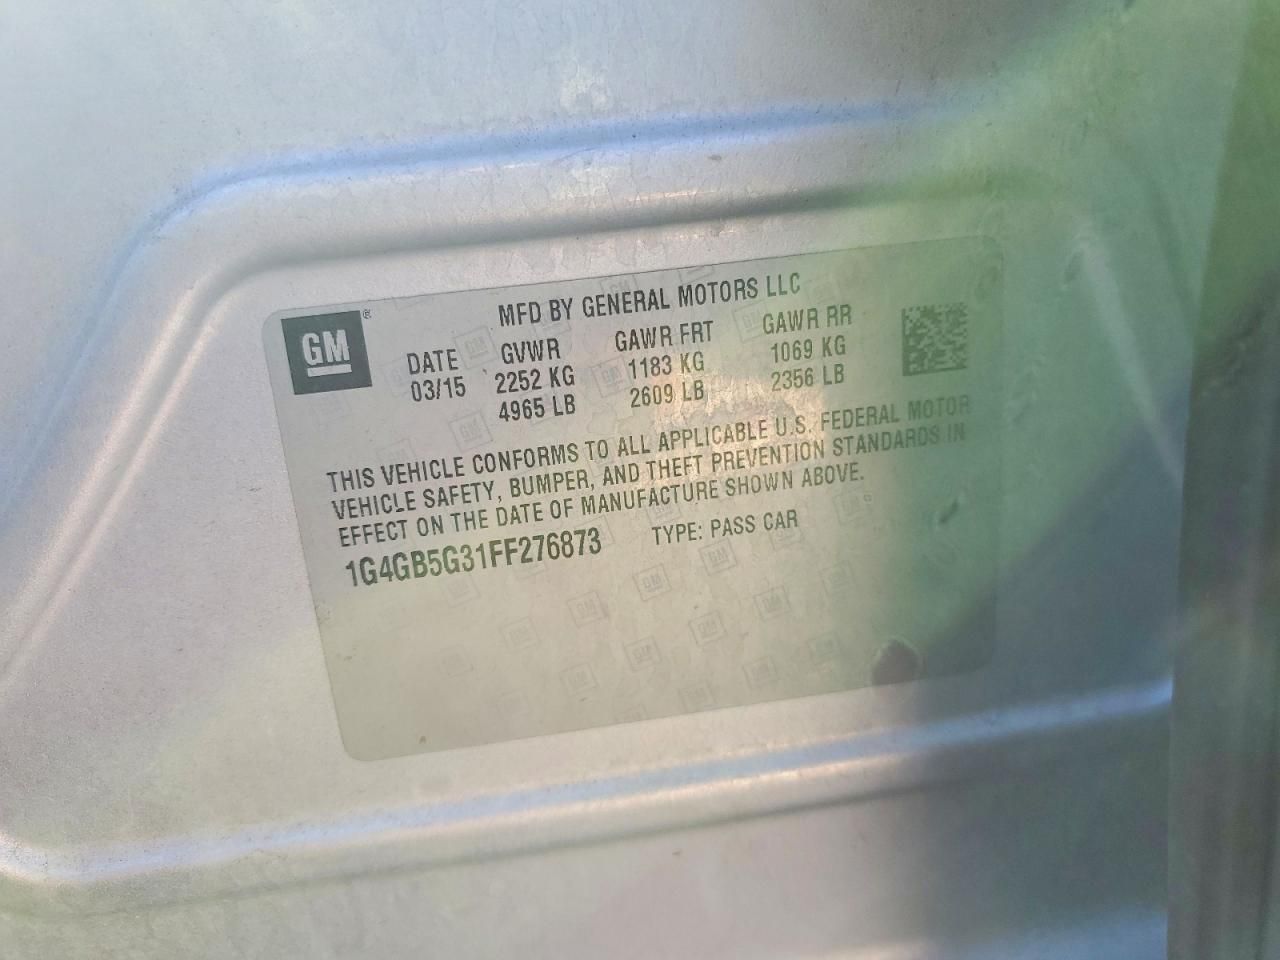 GM®
MFD BY GENERAL MOTORS LLC
DATE GVWR GAWR FRT GAWR RR
03/15 2252 KG 1183 KG 1069 KG
4965 LB 2609 LB 2356 LB
THIS VEHICLE CONFORMS TO ALL APPLICABLE U.S. FEDERAL MOTOR
VEHICLE SAFETY, BUMPER, AND THEFT PREVENTION STANDARDS IN
EFFECT ON THE DATE OF MANUFACTURE SHOWN ABOVE.
1G4GB5G31FF276873 TYPE: PASS CAR